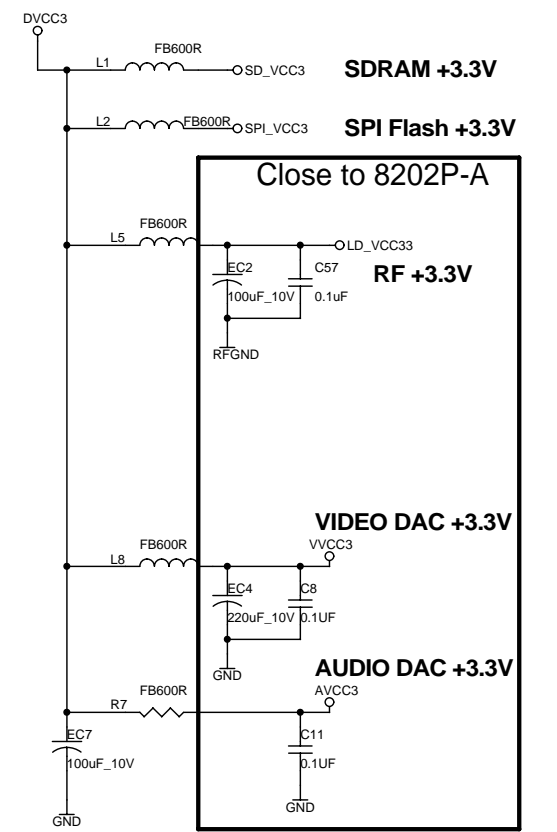 DVCC3
L1 FB600R SD_VCC3 SDRAM +3.3V
L2 FB600R SPI_VCC3 SPI Flash +3.3V
Close to 8202P-A
L5 FB600R LD_VCC33
RF +3.3V
EC2 C57
100uF_10V 0.1uF
RFGND
VIDEO DAC +3.3V
VVCC3
L8 FB600R
EC4 C8
220uF_10V 0.1UF
GND
AUDIO DAC +3.3V
AVCC3
R7 FB600R
EC7 C11
100uF_10V 0.1UF
GND GND